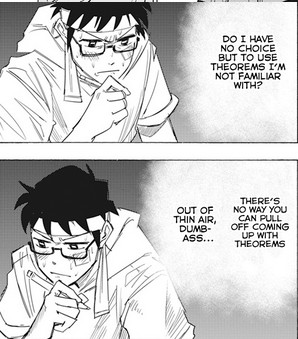 DO I HAVE
NO CHOICE
BUT TO USE
THEOREMS I'M
NOT FAMILIAR
WITH?
THERE'S
NO WAY YOU
CAN PULL
OFF COMING
UP WITH
THEOREMS
OUT OF
THIN AIR,
DUMB-
ASS...